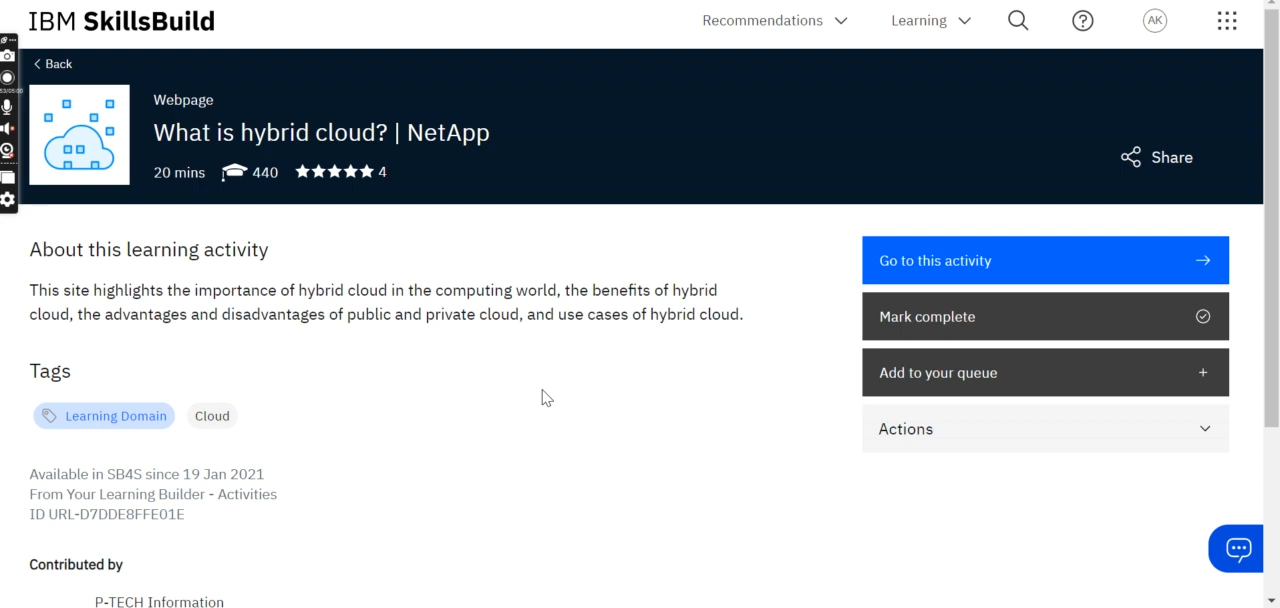 IBM SkillsBuild
Recommendations
Learning
AK
Back
Webpage
What is hybrid cloud? | NetApp
20 mins 440 4
Share
About this learning activity
This site highlights the importance of hybrid cloud in the computing world, the benefits of hybrid
cloud, the advantages and disadvantages of public and private cloud, and use cases of hybrid cloud.
Go to this activity
Mark complete
Add to your queue
Actions
Tags
Learning Domain
Cloud
Available in SB4S since 19 Jan 2021
From Your Learning Builder - Activities
ID URL-D7DDE8FFE01E
Contributed by
P-TECH Information